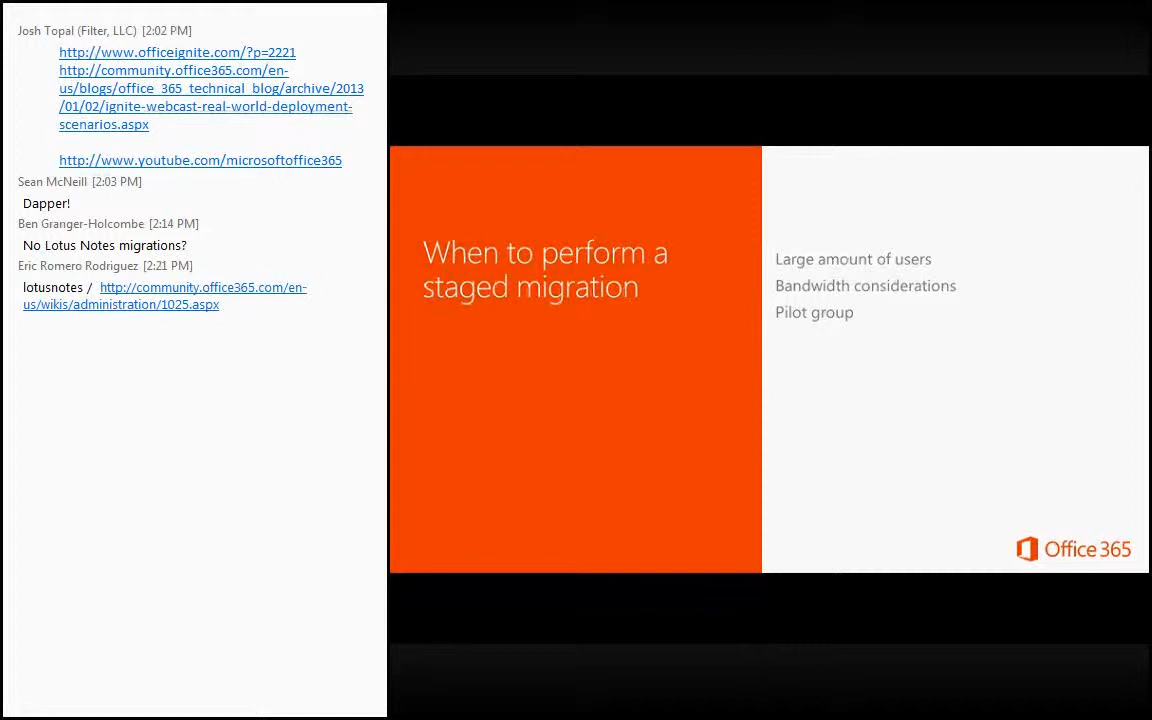 Josh Topal (Filter, LLC) [2:02 PM]
http://www.officeignite.com/?p=2221
http://community.office365.com/en-
us/blogs/office_365_technical_blog/archive/2013
/01/02/ignite-webcast-real-world-deployment-
scenarios.aspx
http://www.youtube.com/microsoftoffice365
Sean McNeill [2:03 PM]
Dapper!
Ben Granger-Holcombe [2:14 PM]
No Lotus Notes migrations?
Eric Romero Rodriguez [2:21 PM]
lotusnotes / http://community.office365.com/en-
us/wikis/administration/1025.aspx
When to perform a
staged migration
Large amount of users
Bandwidth considerations
Pilot group
Office 365